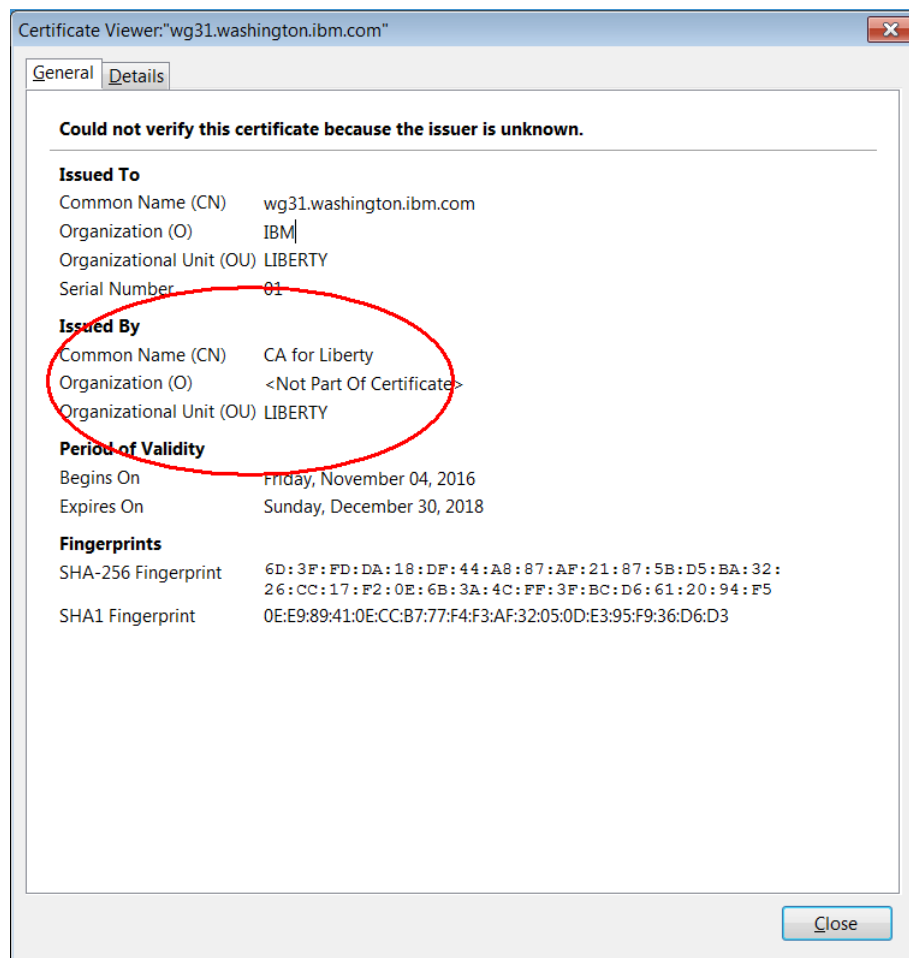 Certificate Viewer:"wg31.washington.ibm.com"
General Details
Could not verify this certificate because the issuer is unknown.
Issued To
Common Name (CN) wg31.washington.ibm.com
Organization (O) IBM
Organizational Unit (OU) LIBERTY
Serial Number 01
Issued By
Common Name (CN) CA for Liberty
Organization (O) <Not Part Of Certificate>
Organizational Unit (OU) LIBERTY
Period of Validity
Begins On Friday, November 04, 2016
Expires On Sunday, December 30, 2018
Fingerprints
SHA-256 Fingerprint 6D:3F:FD:DA:18:DF:44:A8:87:AF:21:87:5B:D5:BA:32:
26:CC:17:F2:0E:6B:3A:4C:FF:3F:BC:D6:61:20:94:F5
SHA1 Fingerprint 0E:E9:89:41:0E:CC:B7:77:F4:F3:AF:32:05:0D:E3:95:F9:36:D6:D3
Close